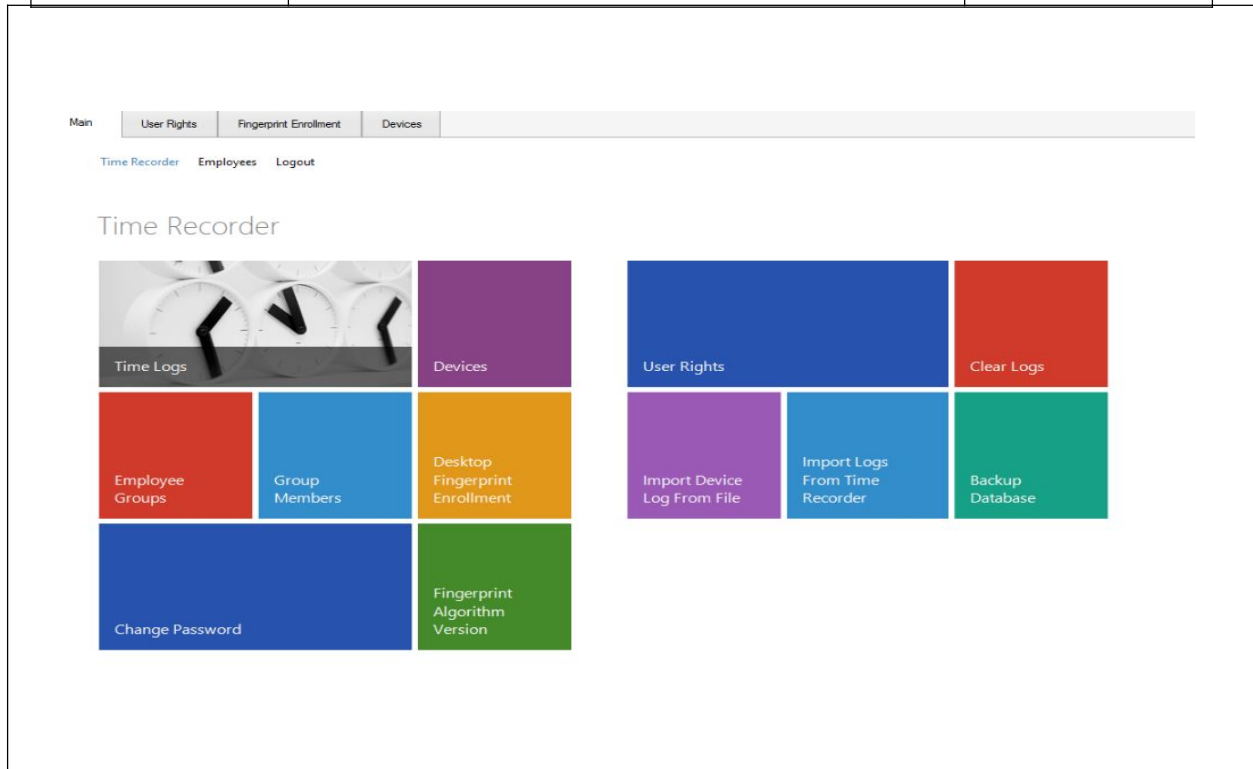 Main User Rights Fingerprint Enrollment Devices
Time Recorder Employees Logout
Time Recorder
Time Logs
Devices
User Rights
Clear Logs
Employee
Groups
Group
Members
Desktop
Fingerprint
Enrollment
Import Device
Log From File
Import Logs
From Time
Recorder
Backup
Database
Change Password
Fingerprint
Algorithm
Version